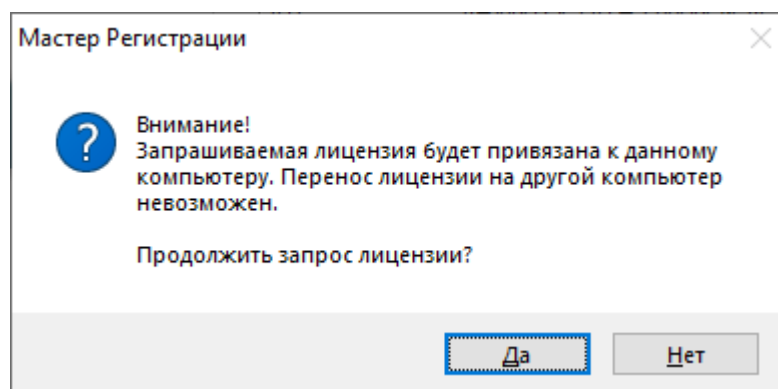 Мастер Регистрации
Внимание!
Запрашиваемая лицензия будет привязана к данному
компьютеру. Перенос лицензии на другой компьютер
невозможен.
Продолжить запрос лицензии?
Да
Нет